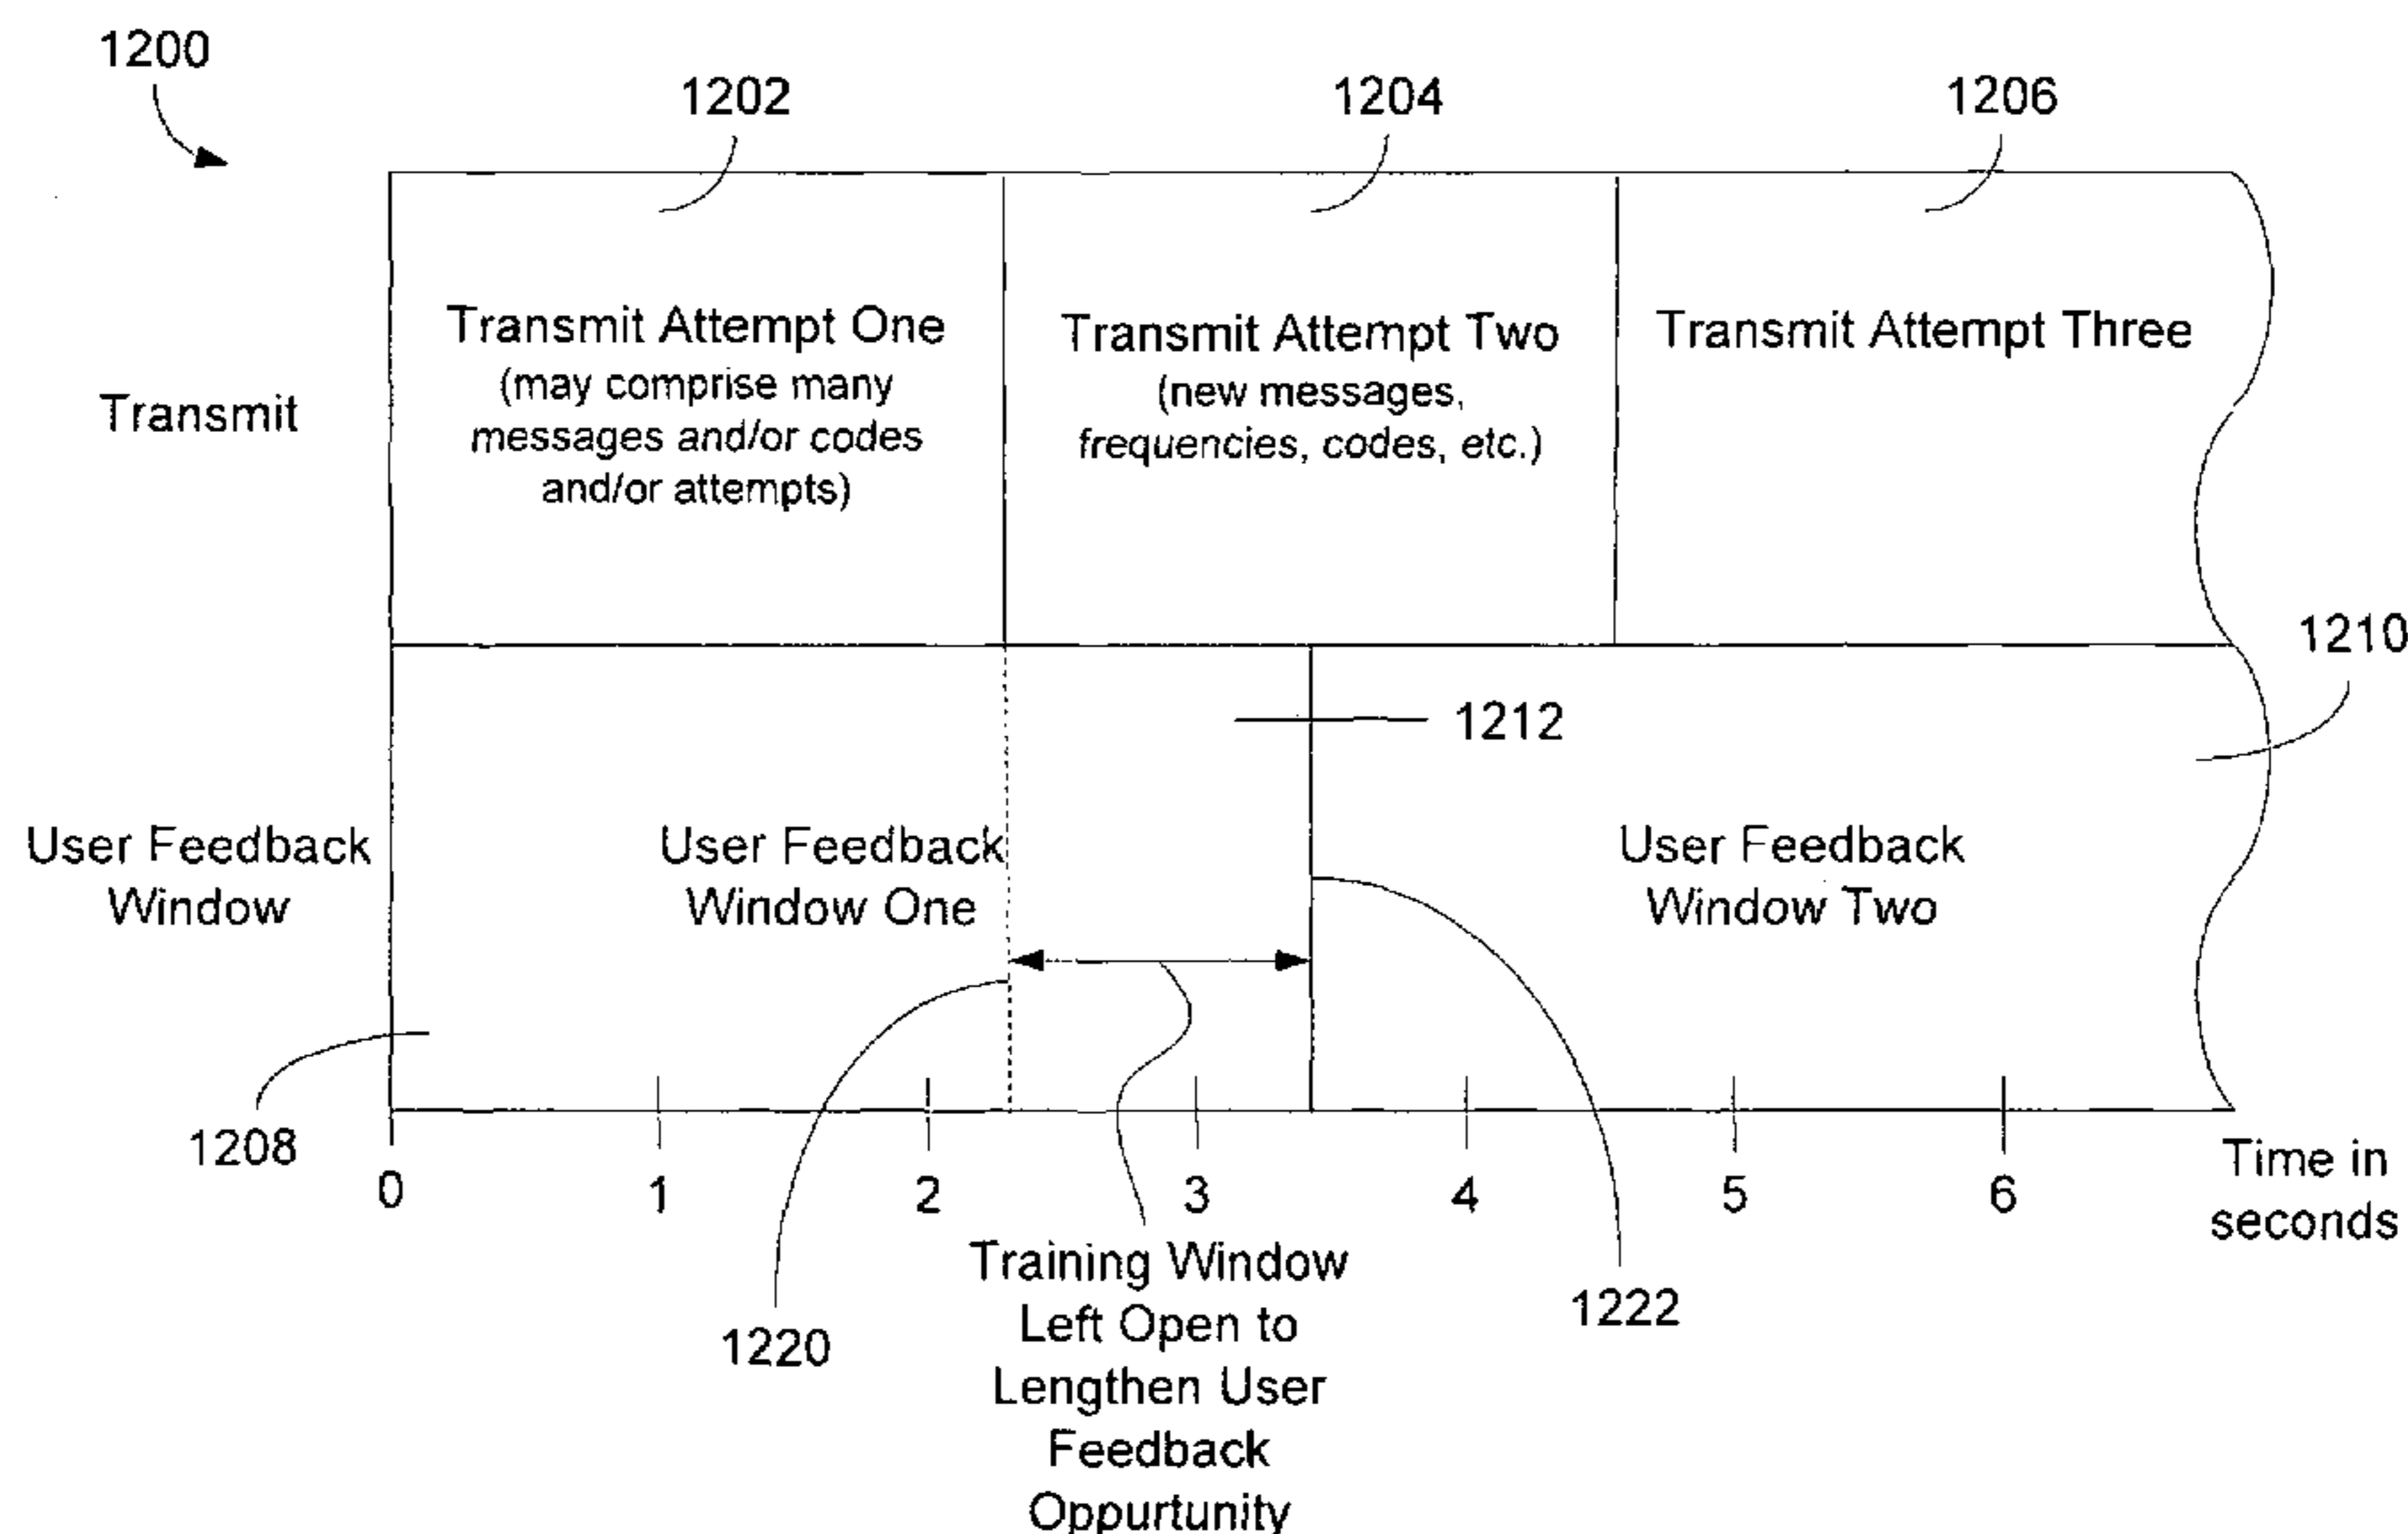 1200
1202
1204
1206
Transmit
Transmit Attempt One
(may comprise many
messages and/or codes
and/or attempts)
Transmit Attempt Two
(new messages,
frequencies, codes, etc.)
Transmit Attempt Three
1210
1212
User Feedback
Window
User Feedback
Window One
User Feedback
Window Two
1208
0
1
2
3
4
5
6
Time in
seconds
1220
Training Window
Left Open to
Lengthen User
Feedback
Oppurtunity
1222